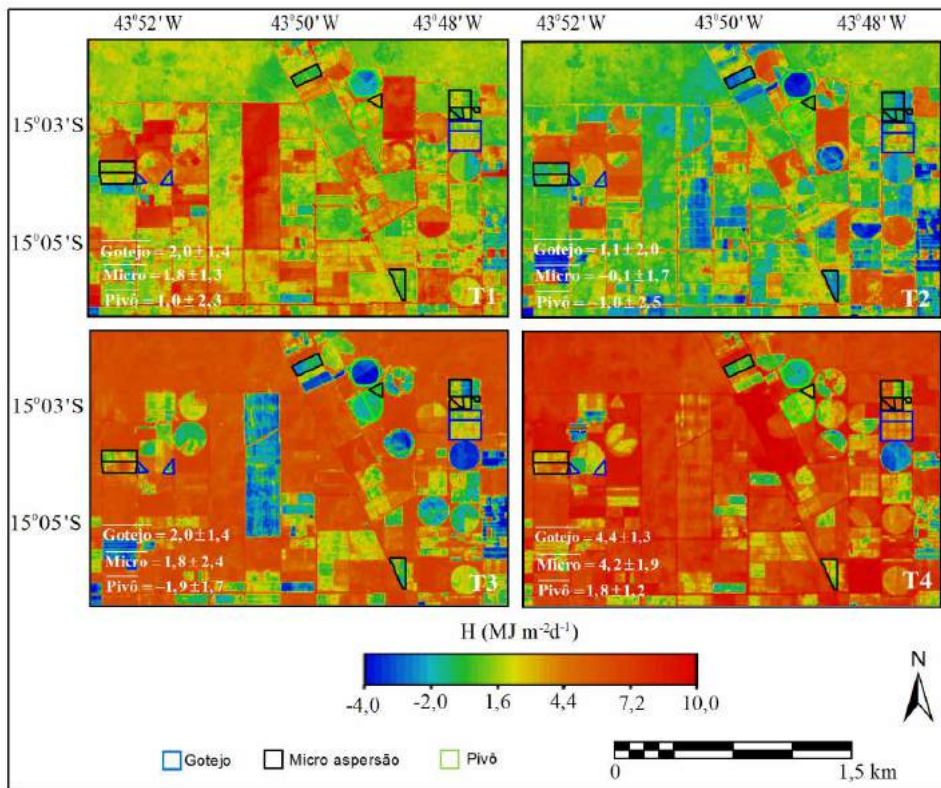 43°52'W 43°50'W 43°48'W 43°52'W 43°50'W 43°48'W
15°03'S
15°05'S
Gotejo = 2,0±1,4
Micro = 1,8±1,3
Pivô = 1,0±2,3
T1
Gotejo = 1,1±2,0
Micro = −0,1±1,7
Pivô = −1,0±2,5
T2
15°03'S
15°05'S
Gotejo = 2,0±1,4
Micro = 1,8±2,4
Pivô = −1,9±1,7
T3
Gotejo = 4,4±1,3
Micro = 4,2±1,9
Pivô = 1,8±1,2
T4
H (MJ m⁻²d⁻¹)
-4,0 -2,0 1,6 4,4 7,2 10,0
N
Gotejo Micro aspersão Pivô
0 1,5 km